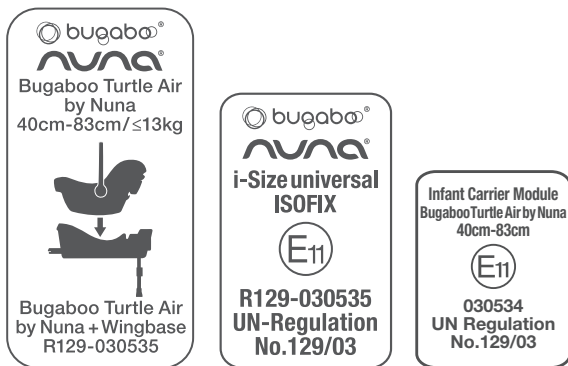 bugaboo®
nuna®
Bugaboo Turtle Air
by Nuna
40cm-83cm/≤13kg
Bugaboo Turtle Air
by Nuna + Wingbase
R129-030535
bugaboo®
nuna®
i-Size universal
ISOFIX
E11
R129-030535
UN-Regulation
No.129/03
Infant Carrier Module
Bugaboo Turtle Air by Nuna
40cm-83cm
E11
030534
UN Regulation
No.129/03